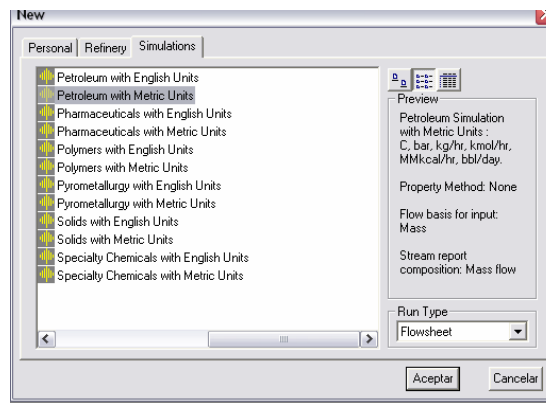 New
Personal
Refinery
Simulations
Petroleum with English Units
Petroleum with Metric Units
Pharmaceuticals with English Units
Pharmaceuticals with Metric Units
Polymers with English Units
Polymers with Metric Units
Pyrometallurgy with English Units
Pyrometallurgy with Metric Units
Solids with English Units
Solids with Metric Units
Specialty Chemicals with English Units
Specialty Chemicals with Metric Units
Preview
Petroleum Simulation
with Metric Units :
C, bar, kg/hr, kmol/hr,
MMkcal/hr, bbl/day.
Property Method: None
Flow basis for input:
Mass
Stream report
composition: Mass flow
Run Type
Flowsheet
Aceptar
Cancelar